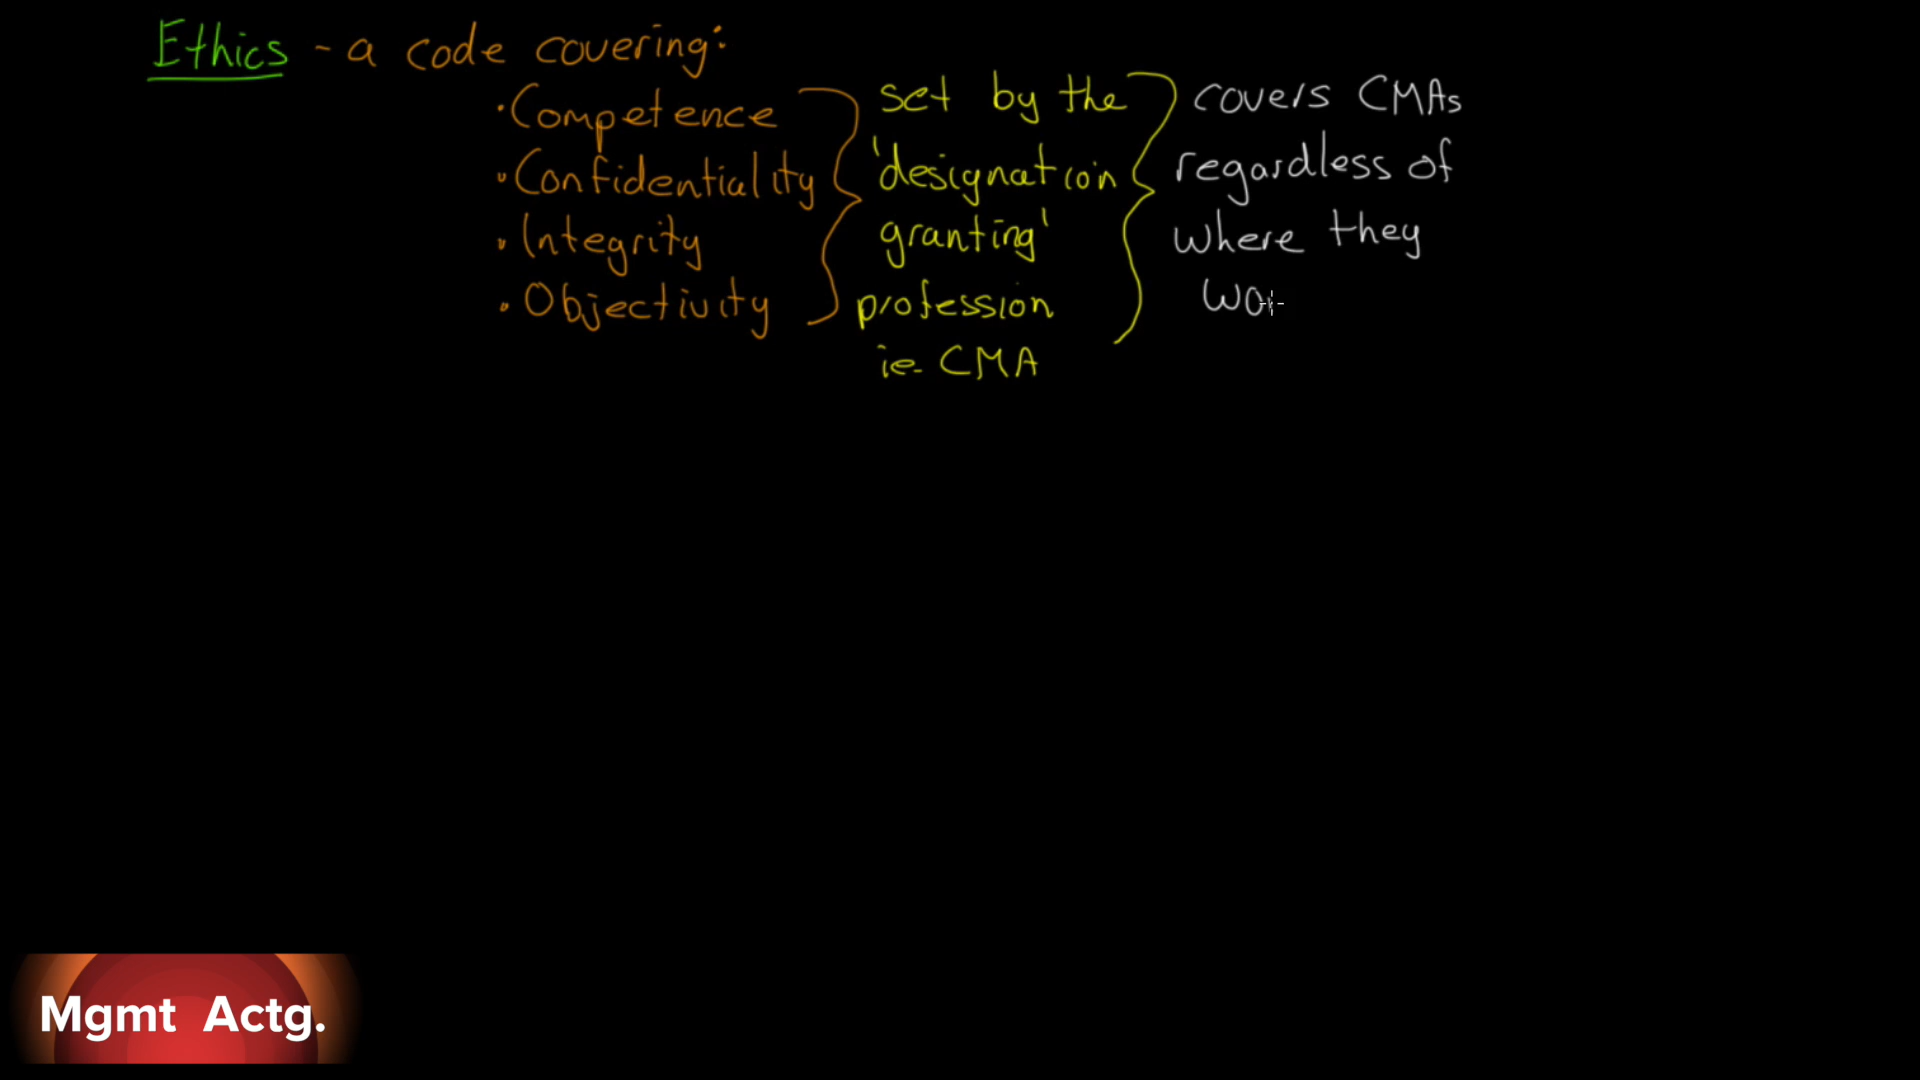 Ethics - a code covering:
• Competence
• Confidentiality
• Integrity
• Objectivity
set by the
'designation
granting'
profession
ie. CMA
covers CMAs
regardless of
where they
wo
Mgmt Actg.